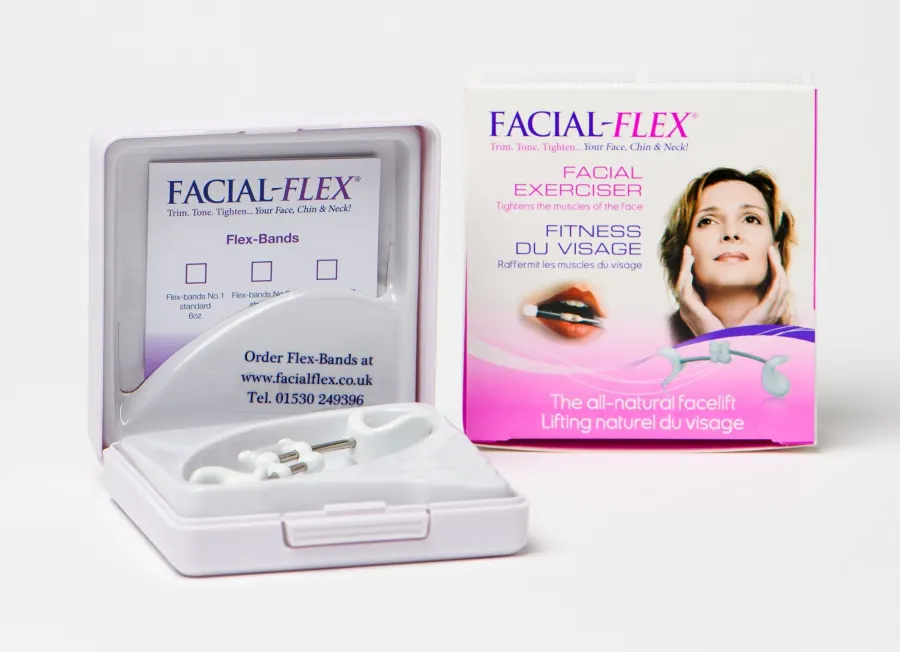 FACIAL-FLEX®
Trim. Tone. Tighten...Your Face, Chin & Neck!
Flex-Bands
Flex-bands No.1
standard
6oz
Flex-bands No.
Order Flex-Bands at
www.facialflex.co.uk
Tel. 01530 249396
FACIAL-FLEX®
Trim. Tone. Tighten...Your Face, Chin & Neck!
FACIAL
EXERCISER
Tightens the muscles of the face
FITNESS
DU VISAGE
Raffermit les muscles du visage
The all-natural facelift
Lifting naturel du visage